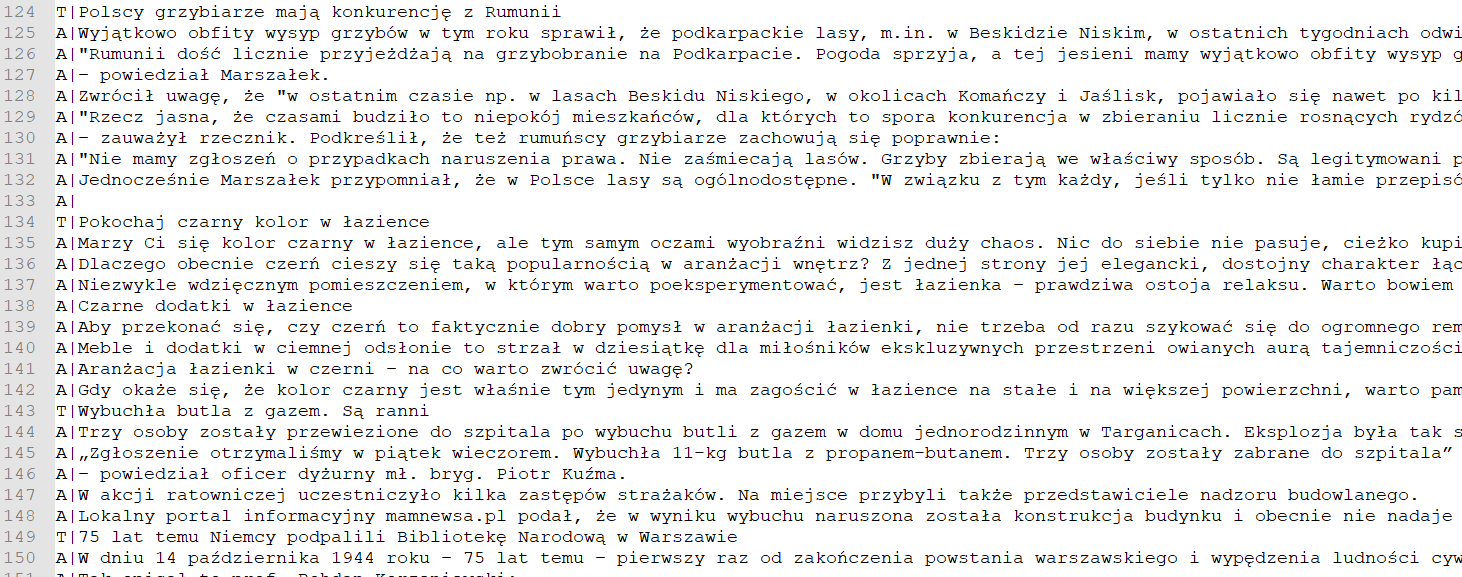 124 T|Polscy grzybiarze mają konkurencję z Rumunii
125 A|Wyjątkowo obfity wysyp grzybów w tym roku sprawił, że podkarpackie lasy, m.in. w Beskidzie Niskim, w ostatnich tygodniach odwi
126 A|"Rumunii dość licznie przyjeżdżają na grzybobranie na Podkarpacie. Pogoda sprzyja, a tej jesieni mamy wyjątkowo obfity wysyp g
127 A|– powiedział Marszałek.
128 A|Zwrócił uwagę, że "w ostatnim czasie np. w lasach Beskidu Niskiego, w okolicach Komańczy i Jaślisk, pojawiało się nawet po kil
129 A|"Rzecz jasna, że czasami budziło to niepokój mieszkańców, dla których to spora konkurencja w zbieraniu licznie rosnących rydzó
130 A|– zauważył rzecznik. Podkreślił, że też rumuńscy grzybiarze zachowują się poprawnie:
131 A|"Nie mamy zgłoszeń o przypadkach naruszenia prawa. Nie zaśmiecają lasów. Grzyby zbierają we właściwy sposób. Są legitymowani p
132 A|Jednocześnie Marszałek przypomniał, że w Polsce lasy są ogólnodostępne. "W związku z tym każdy, jeśli tylko nie łamie przepisó
133 A|
134 T|Pokochaj czarny kolor w łazience
135 A|Marzy Ci się kolor czarny w łazience, ale tym samym oczami wyobraźni widzisz duży chaos. Nic do siebie nie pasuje, cieżko kupi
136 A|Dlaczego obecnie czerń cieszy się taką popularnością w aranżacji wnętrz? Z jednej strony jej elegancki, dostojny charakter łąc
137 A|Niezwykle wdzięcznym pomieszczeniem, w którym warto poeksperymentować, jest łazienka – prawdziwa ostoja relaksu. Warto bowiem
138 A|Czarne dodatki w łazience
139 A|Aby przekonać się, czy czerń to faktycznie dobry pomysł w aranżacji łazienki, nie trzeba od razu szykować się do ogromnego rem
140 A|Meble i dodatki w ciemnej odsłonie to strzał w dziesiątkę dla miłośników ekskluzywnych przestrzeni owianych aurą tajemniczości
141 A|Aranżacja łazienki w czerni – na co warto zwrócić uwagę?
142 A|Gdy okaże się, że kolor czarny jest właśnie tym jedynym i ma zagościć w łazience na stałe i na większej powierzchni, warto pam
143 T|Wybuchła butla z gazem. Są ranni
144 A|Trzy osoby zostały przewiezione do szpitala po wybuchu butli z gazem w domu jednorodzinnym w Targanicach. Eksplozja była tak s
145 A|„Zgłoszenie otrzymaliśmy w piątek wieczorem. Wybuchła 11-kg butla z propanem-butanem. Trzy osoby zostały zabrane do szpitala”
146 A|– powiedział oficer dyżurny mł. bryg. Piotr Kuźma.
147 A|W akcji ratowniczej uczestniczyło kilka zastępów strażaków. Na miejsce przybyli także przedstawiciele nadzoru budowlanego.
148 A|Lokalny portal informacyjny mamnewsa.pl podał, że w wyniku wybuchu naruszona została konstrukcja budynku i obecnie nie nadaje
149 T|75 lat temu Niemcy podpalili Bibliotekę Narodową w Warszawie
150 A|W dniu 14 października 1944 roku – 75 lat temu – pierwszy raz od zakończenia powstania warszawskiego i wypędzenia ludności cyw